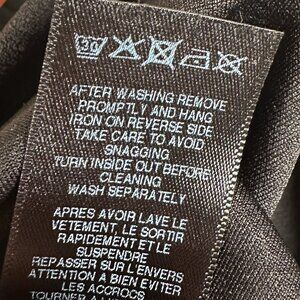 30
AFTER WASHING REMOVE
PROMPTLY AND HANG
IRON ON REVERSE SIDE
TAKE CARE TO AVOID
SNAGGING
TURN INSIDE OUT BEFORE
CLEANING
WASH SEPARATELY
APRES AVOIR LAVE LE
VETEMENT, LE SORTIR
RAPIDEMENT ET LE
SUSPENDRE
REPASSER SUR L'ENVERS
ATTENTION A BIEN EVITER
LES ACCROCS
TOURNER A